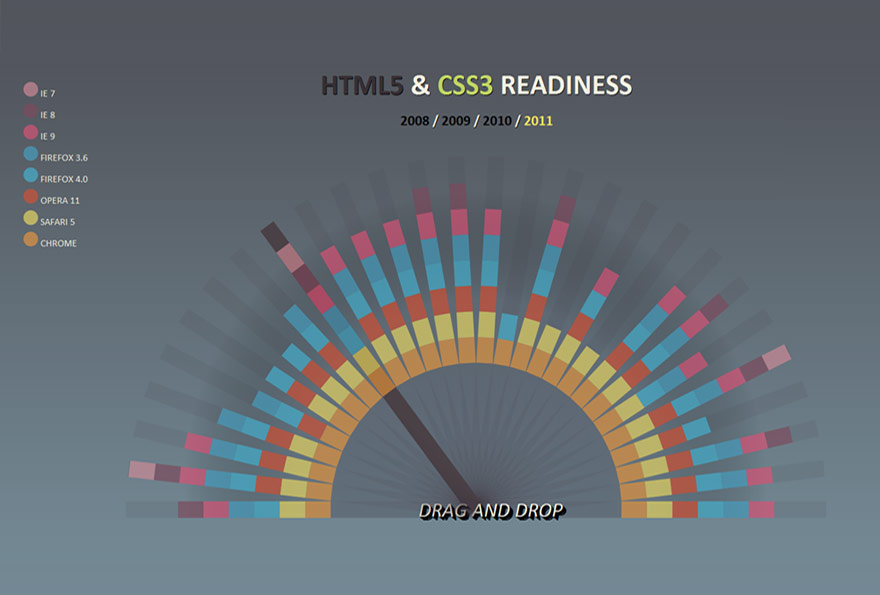 HTML5 & CSS3 READINESS
2008 / 2009 / 2010 / 2011
IE 7
IE 8
IE 9
FIREFOX 3.6
FIREFOX 4.0
OPERA 11
SAFARI 5
CHROME
DRAG AND DROP